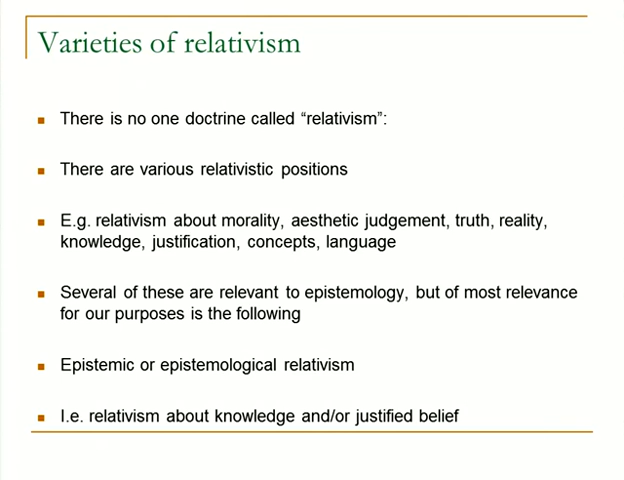 Varieties of relativism
There is no one doctrine called “relativism”:
There are various relativistic positions
E.g. relativism about morality, aesthetic judgement, truth, reality,
knowledge, justification, concepts, language
Several of these are relevant to epistemology, but of most relevance
for our purposes is the following
Epistemic or epistemological relativism
I.e. relativism about knowledge and/or justified belief